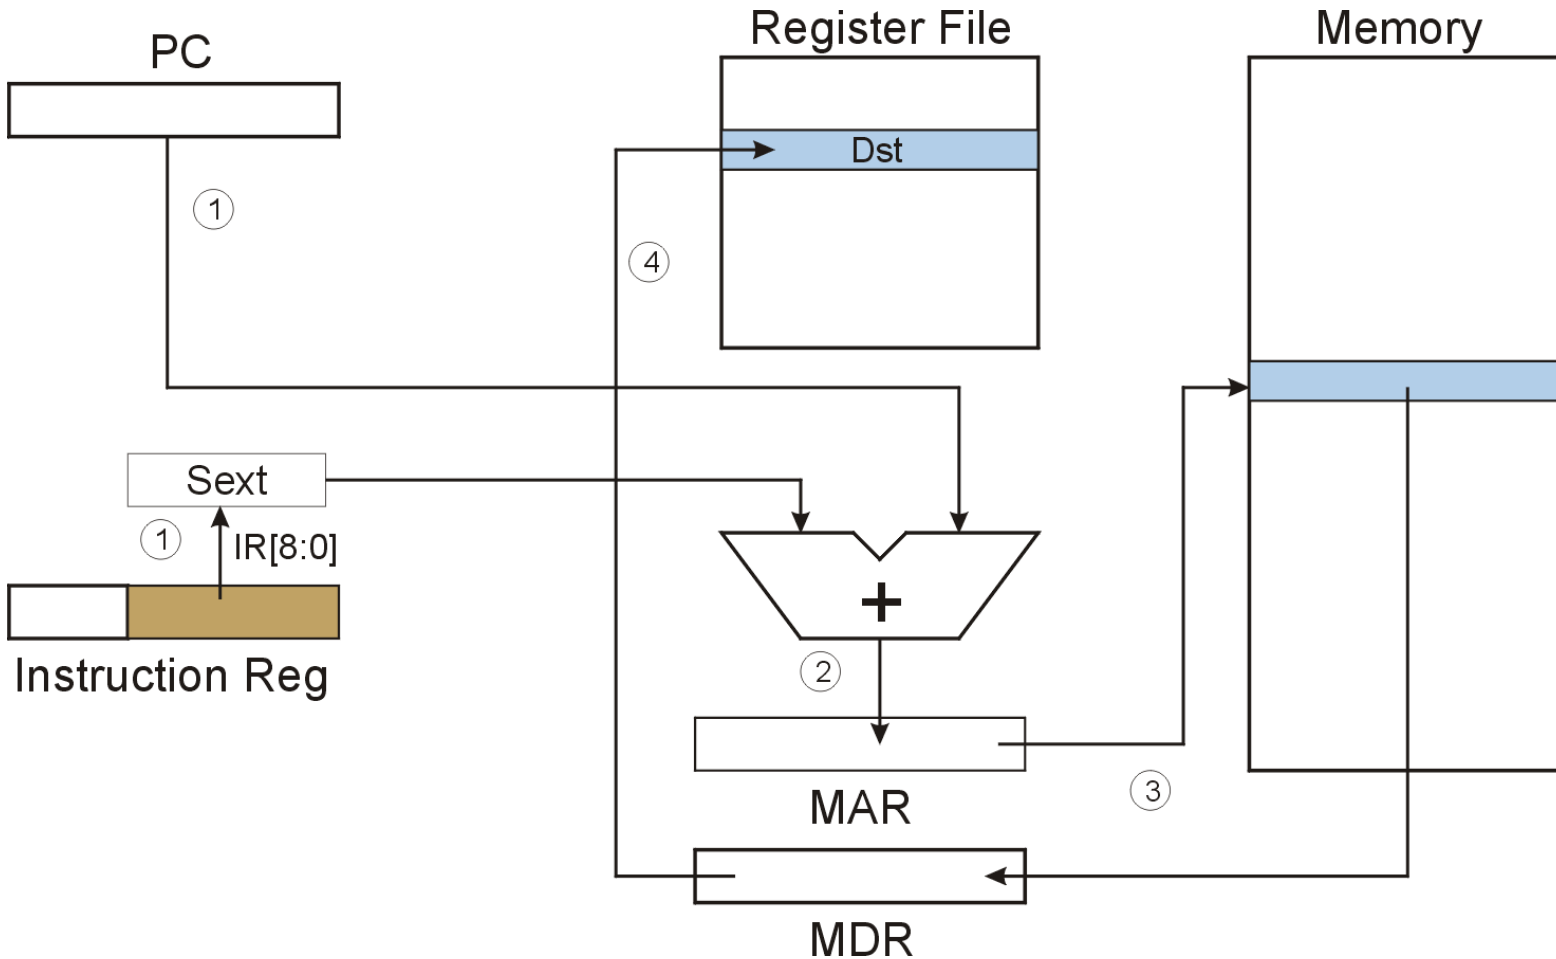 Register File
Memory
PC
Dst
1
4
Sext
1
IR[8:0]
+
Instruction Reg
2
3
MAR
MDR